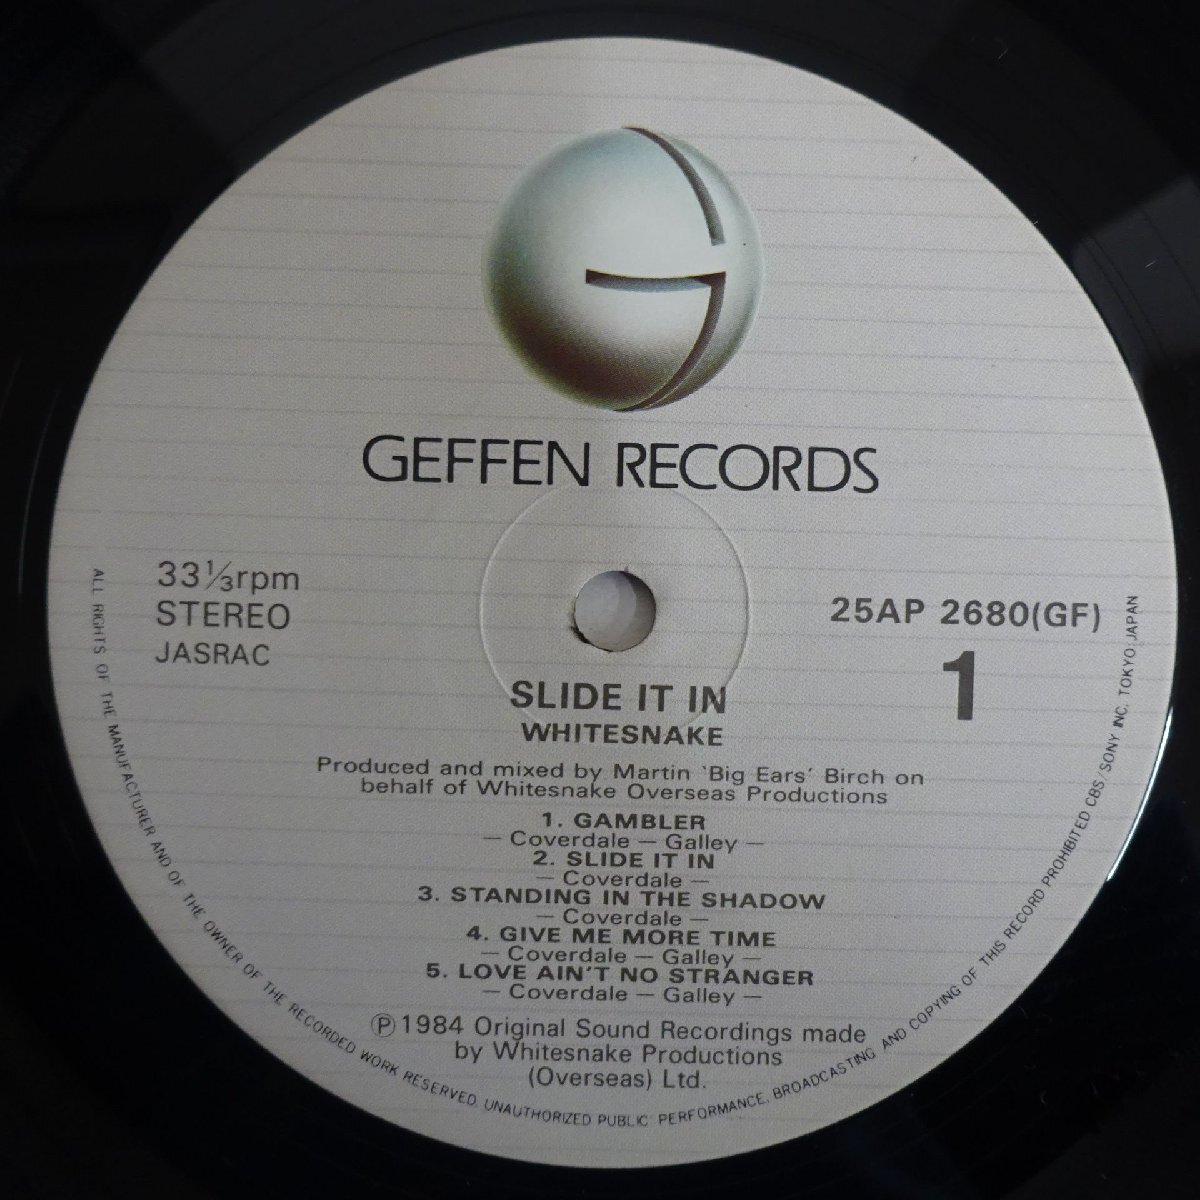 GEFFEN RECORDS
33⅓rpm
STEREO
JASRAC
25AP 2680(GF)
1
SLIDE IT IN
WHITESNAKE
Produced and mixed by Martin 'Big Ears' Birch on
behalf of Whitesnake Overseas Productions
1. GAMBLER
— Coverdale — Galley —
2. SLIDE IT IN
— Coverdale —
3. STANDING IN THE SHADOW
— Coverdale —
4. GIVE ME MORE TIME
— Coverdale — Galley —
5. LOVE AIN'T NO STRANGER
— Coverdale — Galley —
Ⓟ1984 Original Sound Recordings made
by Whitesnake Productions
(Overseas) Ltd.
ALL RIGHTS OF THE MANUFACTURER AND OF THE OWNER OF THE RECORDED WORK RESERVED. UNAUTHORIZED PUBLIC PERFORMANCE, BROADCASTING AND COPYING OF THIS RECORD PROHIBITED CBS/SONY INC. TOKYO JAPAN